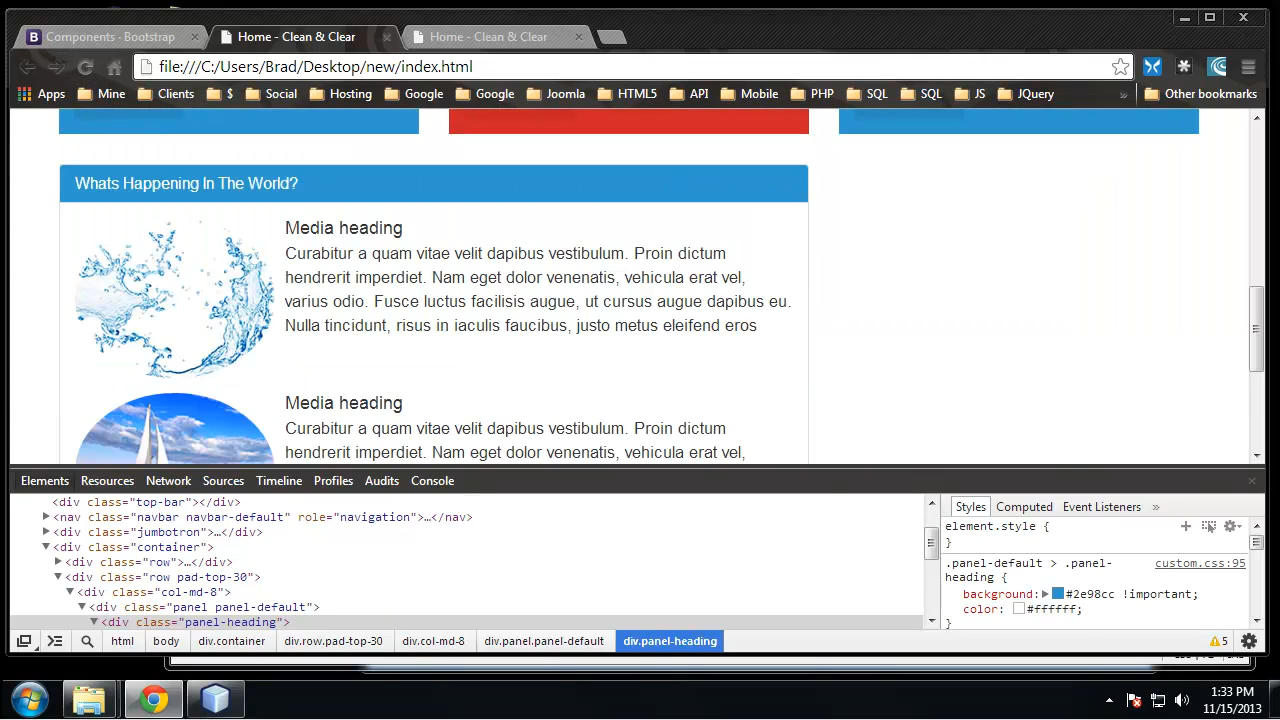 Components - Bootstrap
Home - Clean & Clear
Home - Clean & Clear
file:///C:/Users/Brad/Desktop/new/index.html
Apps Mine Clients $ Social Hosting Google Google Joomla HTML5 API Mobile PHP SQL SQL JS JQuery » Other bookmarks
Whats Happening In The World?
Media heading
Curabitur a quam vitae velit dapibus vestibulum. Proin dictum
hendrerit imperdiet. Nam eget dolor venenatis, vehicula erat vel,
varius odio. Fusce luctus facilisis augue, ut cursus augue dapibus eu.
Nulla tincidunt, risus in iaculis faucibus, justo metus eleifend eros
Media heading
Curabitur a quam vitae velit dapibus vestibulum. Proin dictum
hendrerit imperdiet. Nam eget dolor venenatis, vehicula erat vel,
Elements Resources Network Sources Timeline Profiles Audits Console
<div class="top-bar"></div>
<nav class="navbar navbar-default" role="navigation">…</nav>
<div class="jumbotron">…</div>
<div class="container">
<div class="row">…</div>
<div class="row pad-top-30">
<div class="col-md-8">
<div class="panel panel-default">
<div class="panel-heading">
Styles Computed Event Listeners »
element.style {
}
.panel-default > .panel-heading { custom.css:95
background: #2e98cc !important;
color: #ffffff;
}
html body div.container div.row.pad-top-30 div.col-md-8 div.panel.panel-default div.panel-heading
5
1:33 PM
11/15/2013